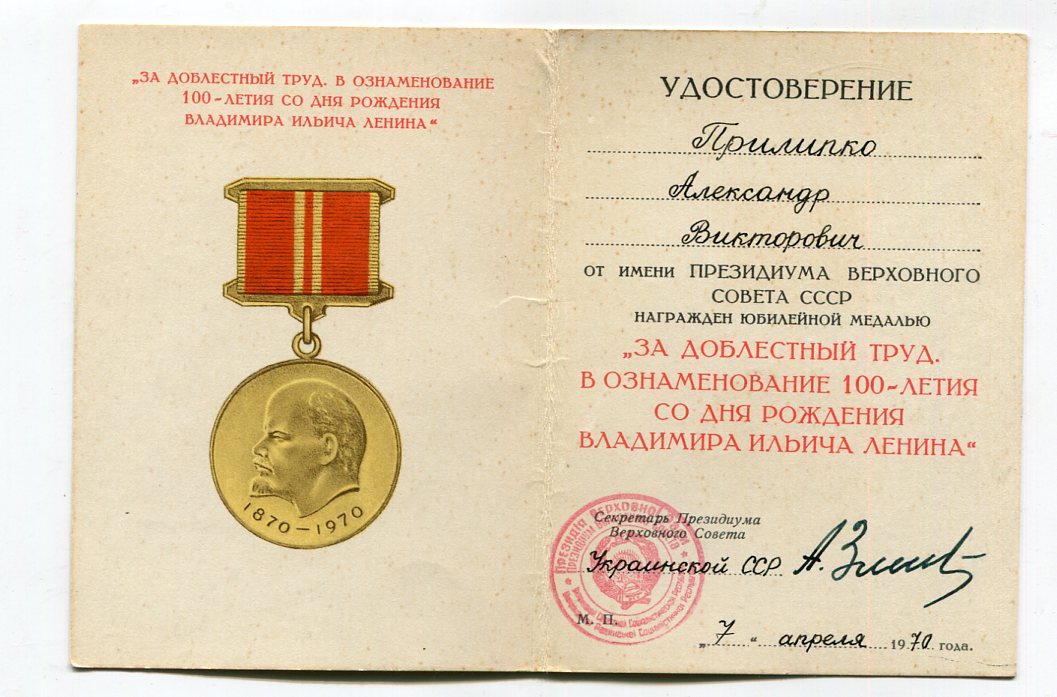 „ЗА ДОБЛЕСТНЫЙ ТРУД. В ОЗНАМЕНОВАНИЕ
100-ЛЕТИЯ СО ДНЯ РОЖДЕНИЯ
ВЛАДИМИРА ИЛЬИЧА ЛЕНИНА“
1870-1970
УДОСТОВЕРЕНИЕ
Прилипко
Александр
Викторович
ОТ ИМЕНИ ПРЕЗИДИУМА ВЕРХОВНОГО
СОВЕТА СССР
НАГРАЖДЕН ЮБИЛЕЙНОЙ МЕДАЛЬЮ
„ЗА ДОБЛЕСТНЫЙ ТРУД.
В ОЗНАМЕНОВАНИЕ 100-ЛЕТИЯ
СО ДНЯ РОЖДЕНИЯ
ВЛАДИМИРА ИЛЬИЧА ЛЕНИНА“
Секретарь Президиума
Верховного Совета
Украинской ССР
М. П.
„7“ апреля 1970 года.